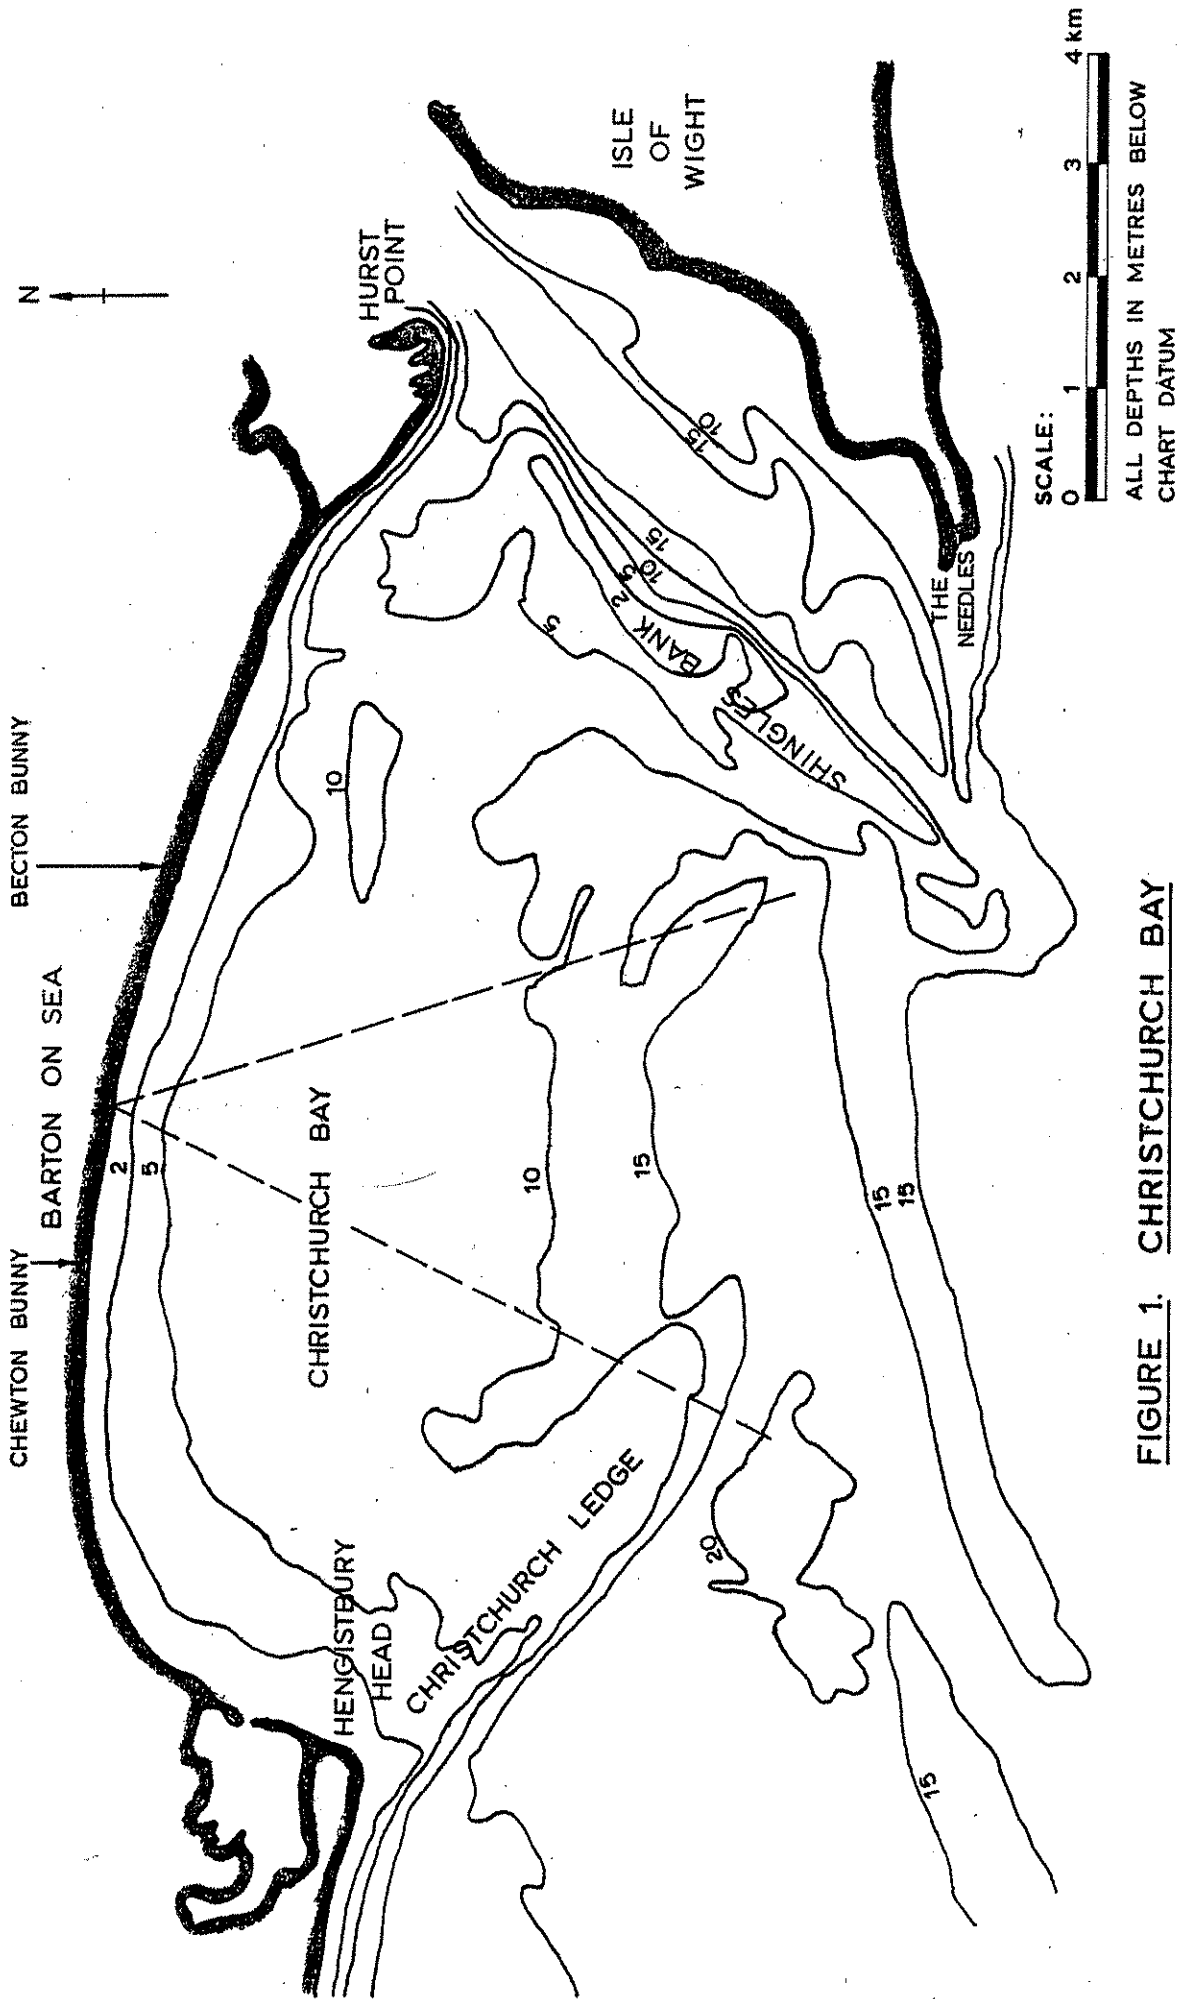 CHEWTON BUNNY
BARTON ON SEA
BECTON BUNNY
N
HURST
POINT
2
5
10
CHRISTCHURCH BAY
HENGISTBURY
HEAD
CHRISTCHURCH LEDGE
10
15
5
2
5
10
15
SHINGLES BANK
15
10
ISLE
OF
WIGHT
THE
NEEDLES
20
15
15
15
SCALE:
0 1 2 3 4 km
ALL DEPTHS IN METRES BELOW
CHART DATUM
FIGURE 1. CHRISTCHURCH BAY